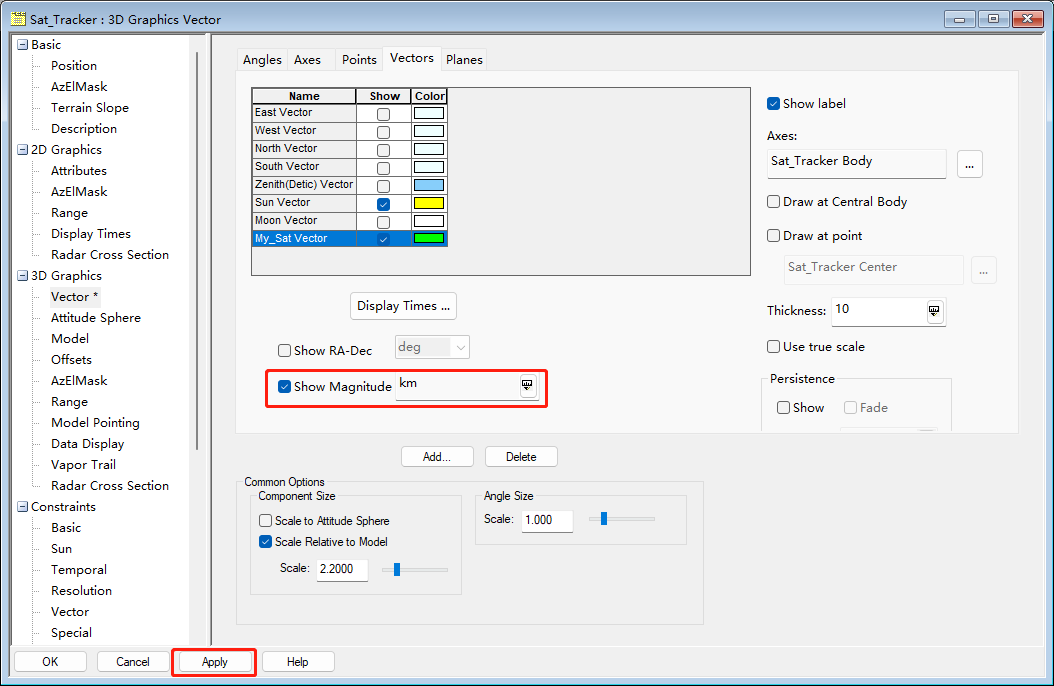 Sat_Tracker : 3D Graphics Vector
Basic
Position
AzElMask
Terrain Slope
Description
2D Graphics
Attributes
AzElMask
Range
Display Times
Radar Cross Section
3D Graphics
Vector *
Attitude Sphere
Model
Offsets
AzElMask
Range
Model Pointing
Data Display
Vapor Trail
Radar Cross Section
Constraints
Basic
Sun
Temporal
Resolution
Vector
Special
Angles Axes Points Vectors Planes
Name Show Color
East Vector
West Vector
North Vector
South Vector
Zenith(Detic) Vector
Sun Vector
Moon Vector
My_Sat Vector
Display Times ...
Show RA-Dec deg
Show Magnitude km
Show label
Axes:
Sat_Tracker Body ...
Draw at Central Body
Draw at point
Sat_Tracker Center ...
Thickness: 10
Use true scale
Persistence
Show Fade
Add... Delete
Common Options
Component Size
Scale to Attitude Sphere
Scale Relative to Model
Scale: 2.2000
Angle Size
Scale: 1.000
OK Cancel Apply Help